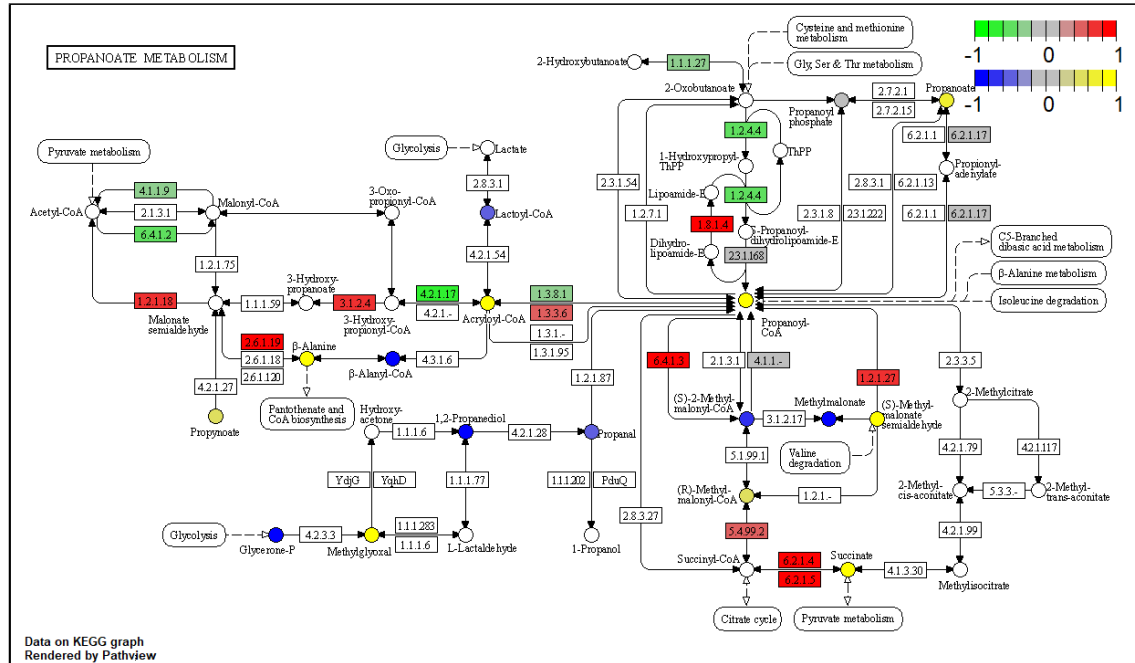 PROPANOATE METABOLISM
Cysteine and methionine
metabolism
Gly, Ser & Thr metabolism
-1 0 1
-1 0 1
2-Hydroxybutanoate
1.1.1.27
2-Oxobutanoate
Propanoyl
phosphate
2.7.2.1
2.7.2.15
Propanoate
1.2.4.4
ThPP
6.2.1.1
6.2.1.17
Pyruvate metabolism
Glycolysis
Lactate
1-Hydroxypropyl-
ThPP
Propionyl-
adenylate
4.1.1.9
2.8.3.1
2.3.1.54
Lipoamide-E
1.2.4.4
2.8.3.1
6.2.1.13
Acetyl-CoA
2.1.3.1
Malonyl-CoA
3-Oxo-
propionyl-CoA
Lactoyl-CoA
1.2.7.1
1.8.1.4
2.3.1.8
2.3.1.222
6.2.1.1
6.2.1.17
6.4.1.2
Dihydro-
lipoamide-E
-Propanoyl-
dihydrolipoamide-E
C5-Branched
dibasic acid metabolism
4.2.1.54
2.3.1.168
1.2.1.75
β-Alanine metabolism
3-Hydroxy-
propanoate
4.2.1.17
1.3.8.1
Isoleucine degradation
1.2.1.18
1.1.1.59
3.1.2.4
4.2.1.-
Acryloyl-CoA
1.3.3.6
Malonate
semialdehyde
3-Hydroxy-
propionyl-CoA
1.3.1.-
Propanoyl-
CoA
2.6.1.19
1.3.1.95
2.6.1.18
β-Alanine
4.3.1.6
6.4.1.3
2.1.3.1
4.1.1.-
2.3.3.5
2.6.1.120
β-Alanyl-CoA
1.2.1.87
1.2.1.27
4.2.1.27
(S)-2-Methyl-
malonyl-CoA
Methylmalonate
(S)-Methyl-
malonate
semialdehyde
2-Methylcitrate
Propynoate
Pantothenate and
CoA biosynthesis
Hydroxy-
acetone
1,2-Propanediol
3.1.2.17
1.1.1.6
4.2.1.28
Propanal
Valine
degradation
4.2.1.79
4.2.1.117
5.1.99.1
YdjG
YqhD
1.1.1.77
1.1.1.202
PduQ
(R)-Methyl-
malonyl-CoA
1.2.1.-
2-Methyl-
cis-aconitate
5.3.3.-
2-Methyl-
trans-aconitate
2.8.3.27
Glycolysis
4.2.3.3
1.1.1.283
5.4.99.2
4.2.1.99
Glycerone-P
Methylglyoxal
1.1.1.6
L-Lactaldehyde
1-Propanol
Succinyl-CoA
6.2.1.4
Succinate
6.2.1.5
4.1.3.30
Methylisocitrate
Citrate cycle
Pyruvate metabolism
Data on KEGG graph
Rendered by Pathview